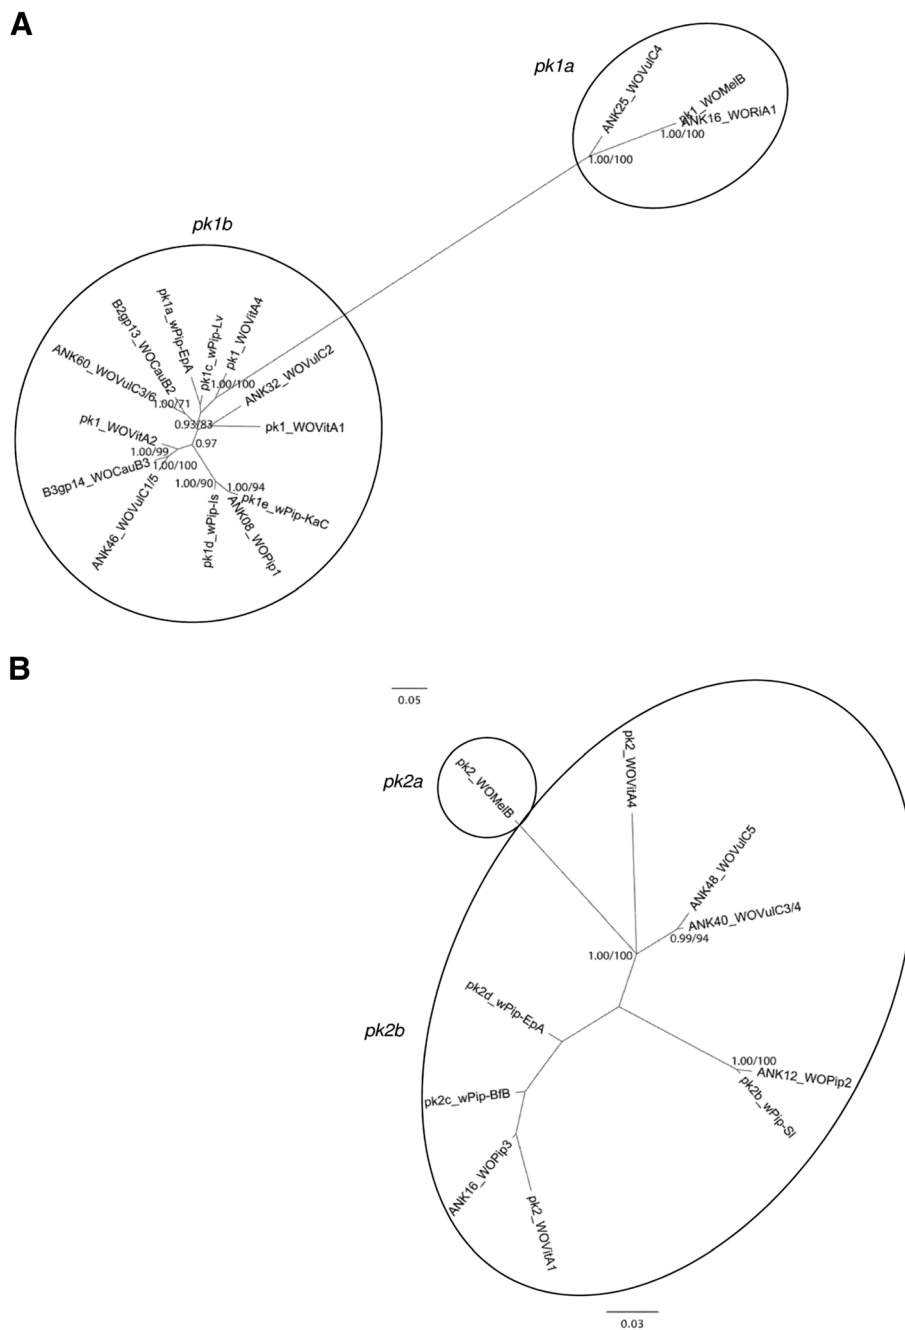 A
pk1a
ANK25_WOVulC4
pk1_WOMelB
ANK16_WORiA1
1.00/100
1.00/100
pk1b
B2gp13_WOCauB2
pk1a_wPip-EpA
pk1c_wPip-Lv
pk1_WOVitA4
ANK60_WOVulC3/6
1.00/100
ANK32_WOVulC2
1.00/71
0.93/83
pk1_WOVitA1
pk1_WOVitA2
0.97
1.00/99
B3gp14_WOCauB3
1.00/100
1.00/90
1.00/94
ANK46_WOVulC1/5
pk1d_wPip-Is
ANK08_WOPip1
pk1e_wPip-KaC
B
0.05
pk2a
pk2_WOMelB
pk2_WOVitA4
ANK48_WOVulC5
ANK40_WOVulC3/4
0.99/94
1.00/100
pk2b
pk2d_wPip-EpA
1.00/100
ANK12_WOPip2
pk2b_wPip-Sl
pk2c_wPip-BfB
ANK16_WOPip3
pk2_WOVitA1
0.03